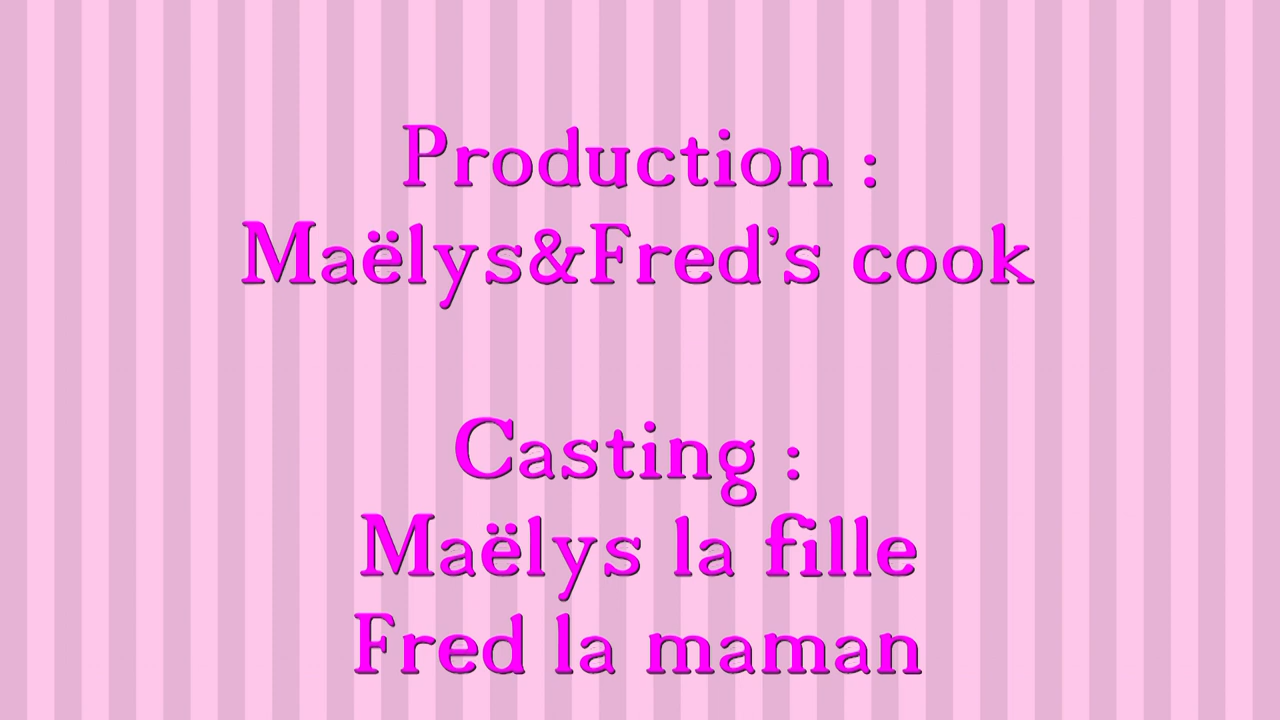 Production :
Maëlys&Fred's cook
Casting :
Maëlys la fille
Fred la maman